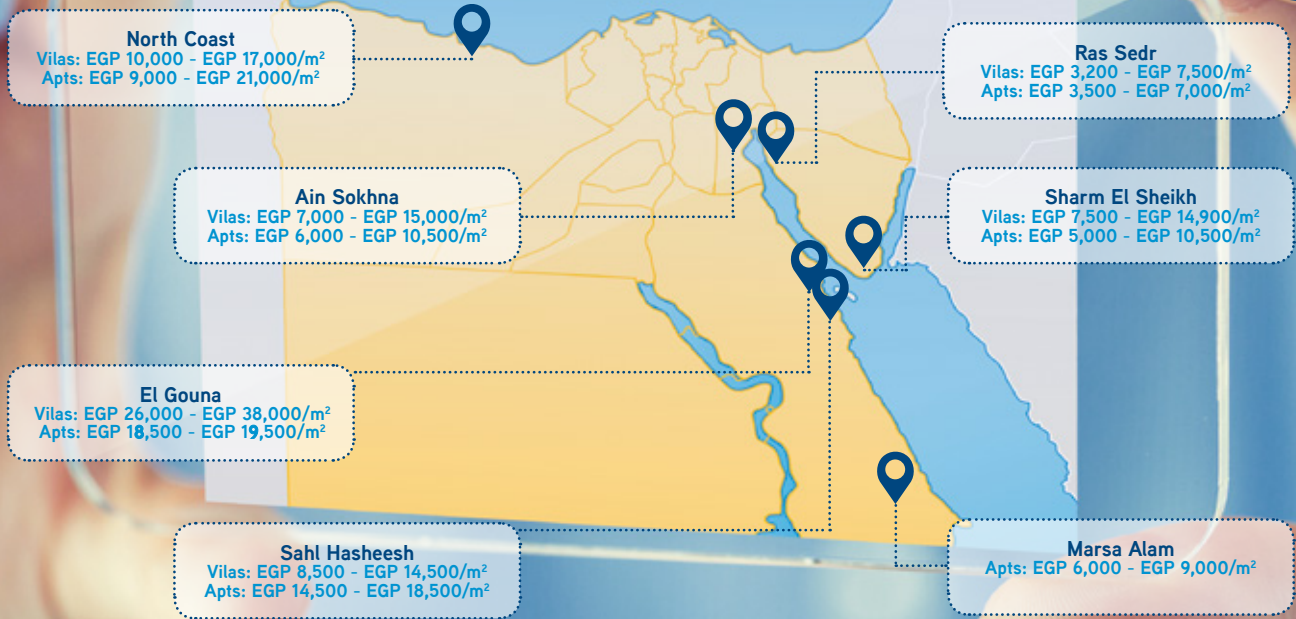 North Coast
Vilas: EGP 10,000 - EGP 17,000/m²
Apts: EGP 9,000 - EGP 21,000/m²
Ras Sedr
Vilas: EGP 3,200 - EGP 7,500/m²
Apts: EGP 3,500 - EGP 7,000/m²
Ain Sokhna
Vilas: EGP 7,000 - EGP 15,000/m²
Apts: EGP 6,000 - EGP 10,500/m²
Sharm El Sheikh
Vilas: EGP 7,500 - EGP 14,900/m²
Apts: EGP 5,000 - EGP 10,500/m²
El Gouna
Vilas: EGP 26,000 - EGP 38,000/m²
Apts: EGP 18,500 - EGP 19,500/m²
Sahl Hasheesh
Vilas: EGP 8,500 - EGP 14,500/m²
Apts: EGP 14,500 - EGP 18,500/m²
Marsa Alam
Apts: EGP 6,000 - EGP 9,000/m²